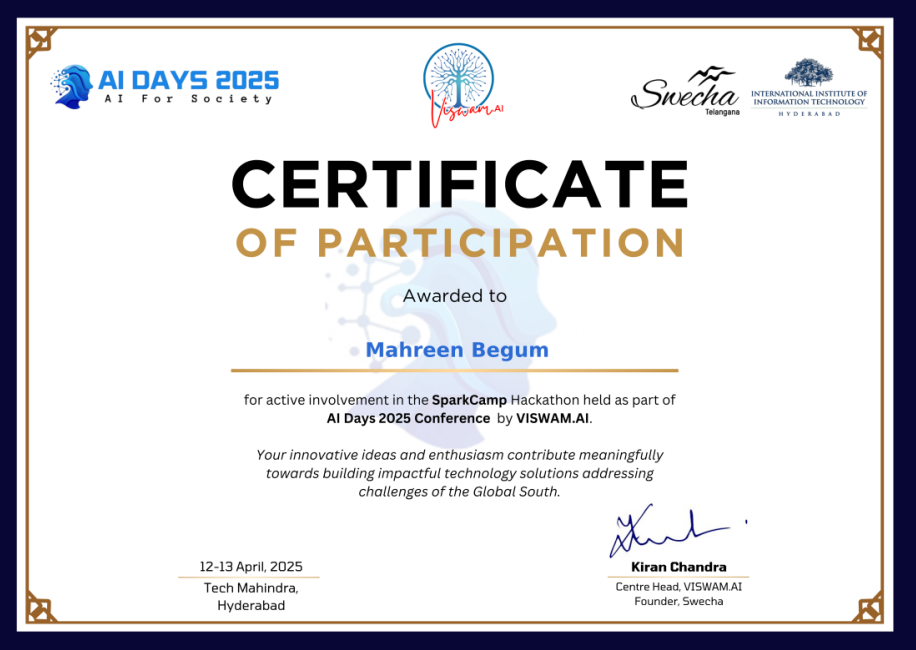 AI DAYS 2025
AI For Society
Viswam.AI
Swecha
Telangana
INTERNATIONAL INSTITUTE OF
INFORMATION TECHNOLOGY
HYDERABAD
CERTIFICATE
OF PARTICIPATION
Awarded to
Mahreen Begum
for active involvement in the SparkCamp Hackathon held as part of
AI Days 2025 Conference by VISWAM.AI.
Your innovative ideas and enthusiasm contribute meaningfully
towards building impactful technology solutions addressing
challenges of the Global South.
12-13 April, 2025
Tech Mahindra,
Hyderabad
Kiran Chandra
Centre Head, VISWAM.AI
Founder, Swecha